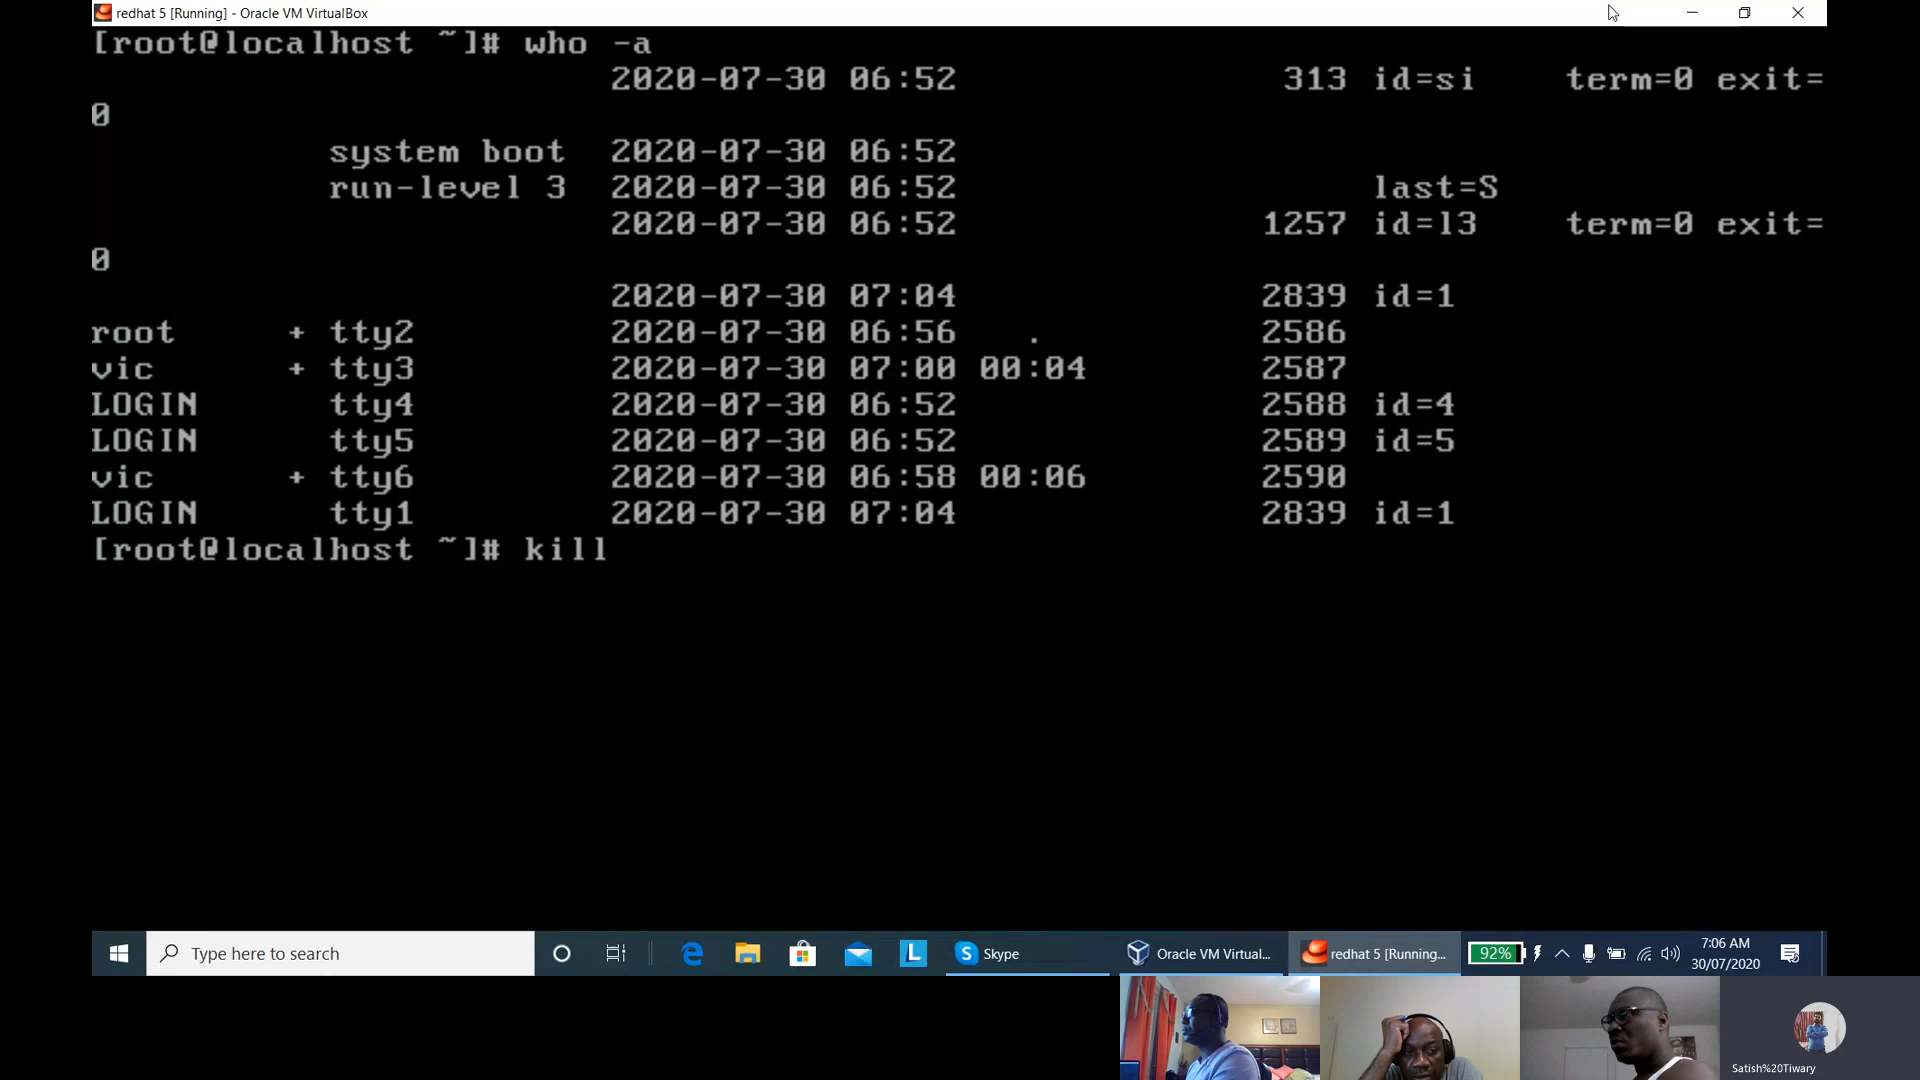 redhat 5 [Running] - Oracle VM VirtualBox
[root@localhost ~]# who -a
2020-07-30 06:52 313 id=si term=0 exit=
0
system boot 2020-07-30 06:52
run-level 3 2020-07-30 06:52 last=S
2020-07-30 06:52 1257 id=l3 term=0 exit=
0
2020-07-30 07:04 2839 id=1
root + tty2 2020-07-30 06:56 . 2586
vic + tty3 2020-07-30 07:00 00:04 2587
LOGIN tty4 2020-07-30 06:52 2588 id=4
LOGIN tty5 2020-07-30 06:52 2589 id=5
vic + tty6 2020-07-30 06:58 00:06 2590
LOGIN tty1 2020-07-30 07:04 2839 id=1
[root@localhost ~]# kill
Type here to search
L
S Skype
Oracle VM Virtual...
redhat 5 [Running...
92%
7:06 AM
30/07/2020
Satish%20Tiwary